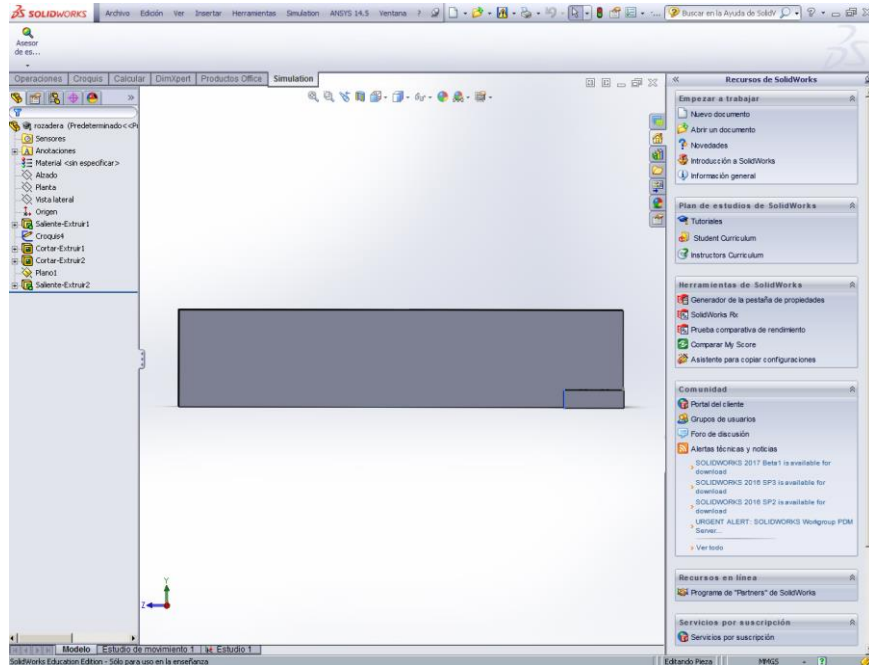 SOLIDWORKS Archivo Edición Ver Insertar Herramientas Simulation ANSYS 14.5 Ventana ? Buscar en la Ayuda de SolidW
Asesor
de es...
Operaciones Croquis Calcular DimXpert Productos Office Simulation
rozadera (Predeterminado<<Pr
Sensores
Anotaciones
Material <sin especificar>
Alzado
Planta
Vista lateral
Origen
Saliente-Extruir1
Croquis4
Cortar-Extruir1
Cortar-Extruir2
Plano1
Saliente-Extruir2
Y
Z
Recursos de SolidWorks
Empezar a trabajar
Nuevo documento
Abrir un documento
Novedades
Introducción a SolidWorks
Información general
Plan de estudios de SolidWorks
Tutoriales
Student Curriculum
Instructors Curriculum
Herramientas de SolidWorks
Generador de la pestaña de propiedades
SolidWorks Rx
Prueba comparativa de rendimiento
Comparar My Score
Asistente para copiar configuraciones
Comunidad
Portal del cliente
Grupos de usuarios
Foro de discusión
Alertas técnicas y noticias
SOLIDWORKS 2017 Beta1 is available for
download
SOLIDWORKS 2016 SP3 is available for
download
SOLIDWORKS 2016 SP2 is available for
download
URGENT ALERT: SOLIDWORKS Workgroup PDM
Server...
Ver todo
Recursos en línea
Programa de "Partners" de SolidWorks
Servicios por suscripción
Servicios por suscripción
Modelo Estudio de movimiento 1 Estudio 1
SolidWorks Education Edition - Sólo para uso en la enseñanza Editando Pieza MMGS